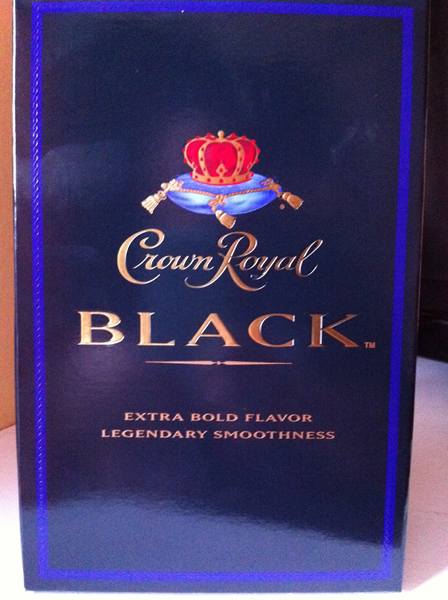 Crown Royal
BLACK™
EXTRA BOLD FLAVOR
LEGENDARY SMOOTHNESS